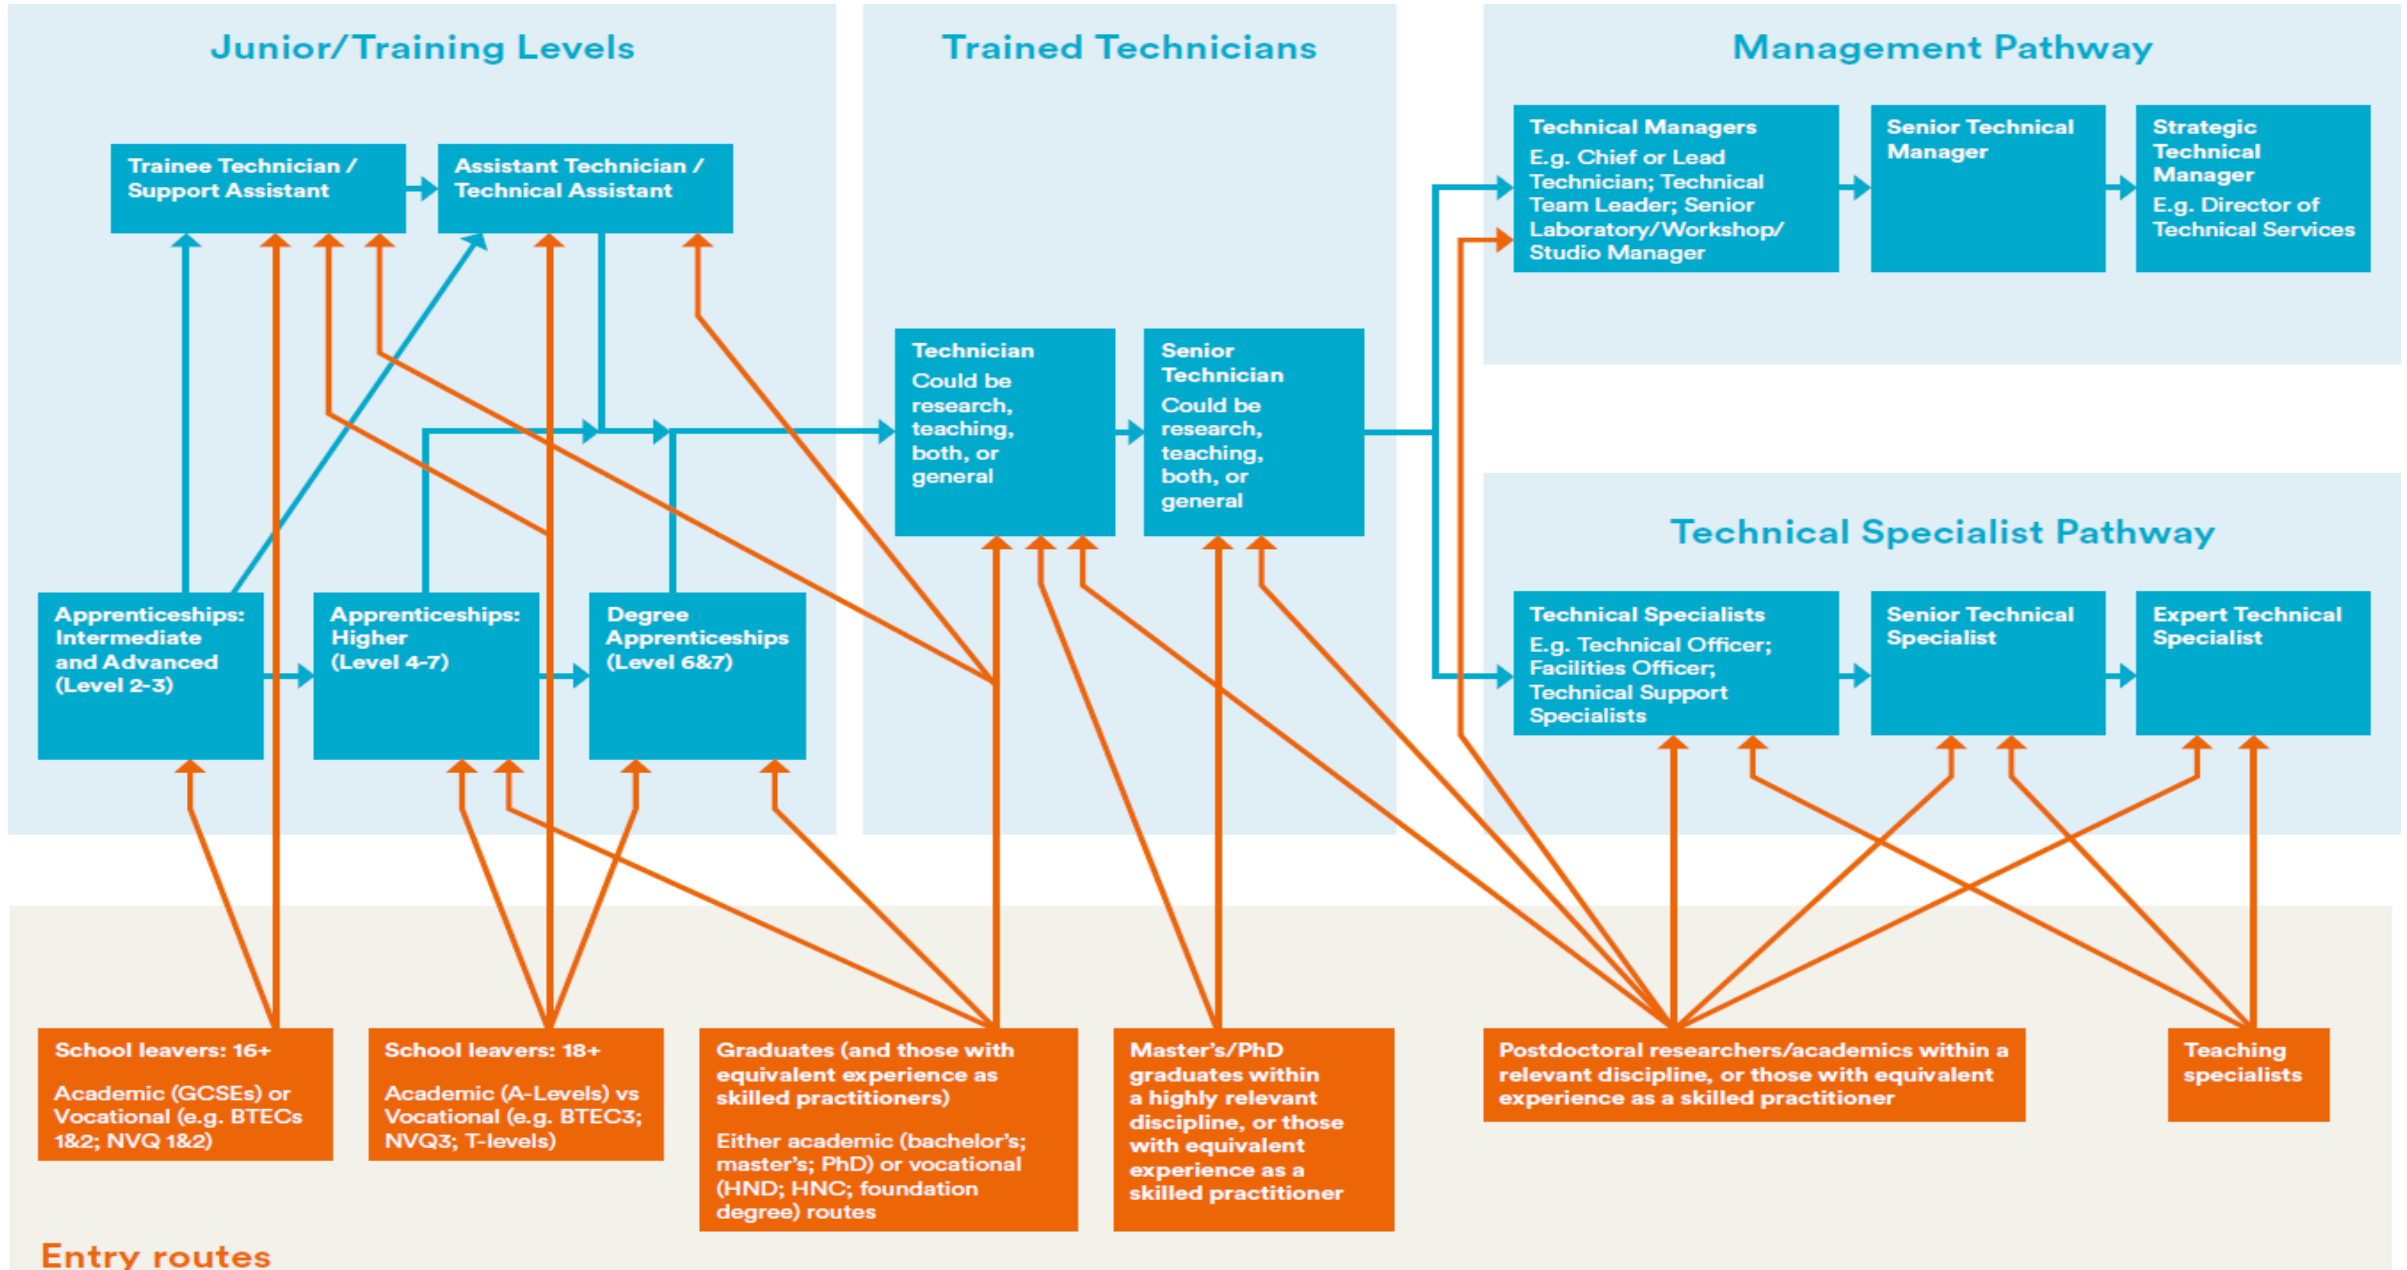 Junior/Training Levels
Trainee Technician /
Support Assistant
Assistant Technician /
Technical Assistant
Apprenticeships:
Intermediate
and Advanced
(Level 2-3)
Apprenticeships:
Higher
(Level 4-7)
Degree
Apprenticeships
(Level 6&7)
Trained Technicians
Technician
Could be
research,
teaching,
both, or
general
Senior
Technician
Could be
research,
teaching,
both, or
general
Management Pathway
Technical Managers
E.g. Chief or Lead
Technician; Technical
Team Leader; Senior
Laboratory/Workshop/
Studio Manager
Senior Technical
Manager
Strategic
Technical
Manager
E.g. Director of
Technical Services
Technical Specialist Pathway
Technical Specialists
E.g. Technical Officer;
Facilities Officer;
Technical Support
Specialists
Senior Technical
Specialist
Expert Technical
Specialist
School leavers: 16+
Academic (GCSEs) or
Vocational (e.g. BTECs
1&2; NVQ 1&2)
School leavers: 18+
Academic (A-Levels) vs
Vocational (e.g. BTEC3;
NVQ3; T-levels)
Graduates (and those with
equivalent experience as
skilled practitioners)
Either academic (bachelor's;
master's; PhD) or vocational
(HND; HNC; foundation
degree) routes
Master's/PhD
graduates within
a highly relevant
discipline, or those
with equivalent
experience as a
skilled practitioner
Postdoctoral researchers/academics within a
relevant discipline, or those with equivalent
experience as a skilled practitioner
Teaching
specialists
Entry routes